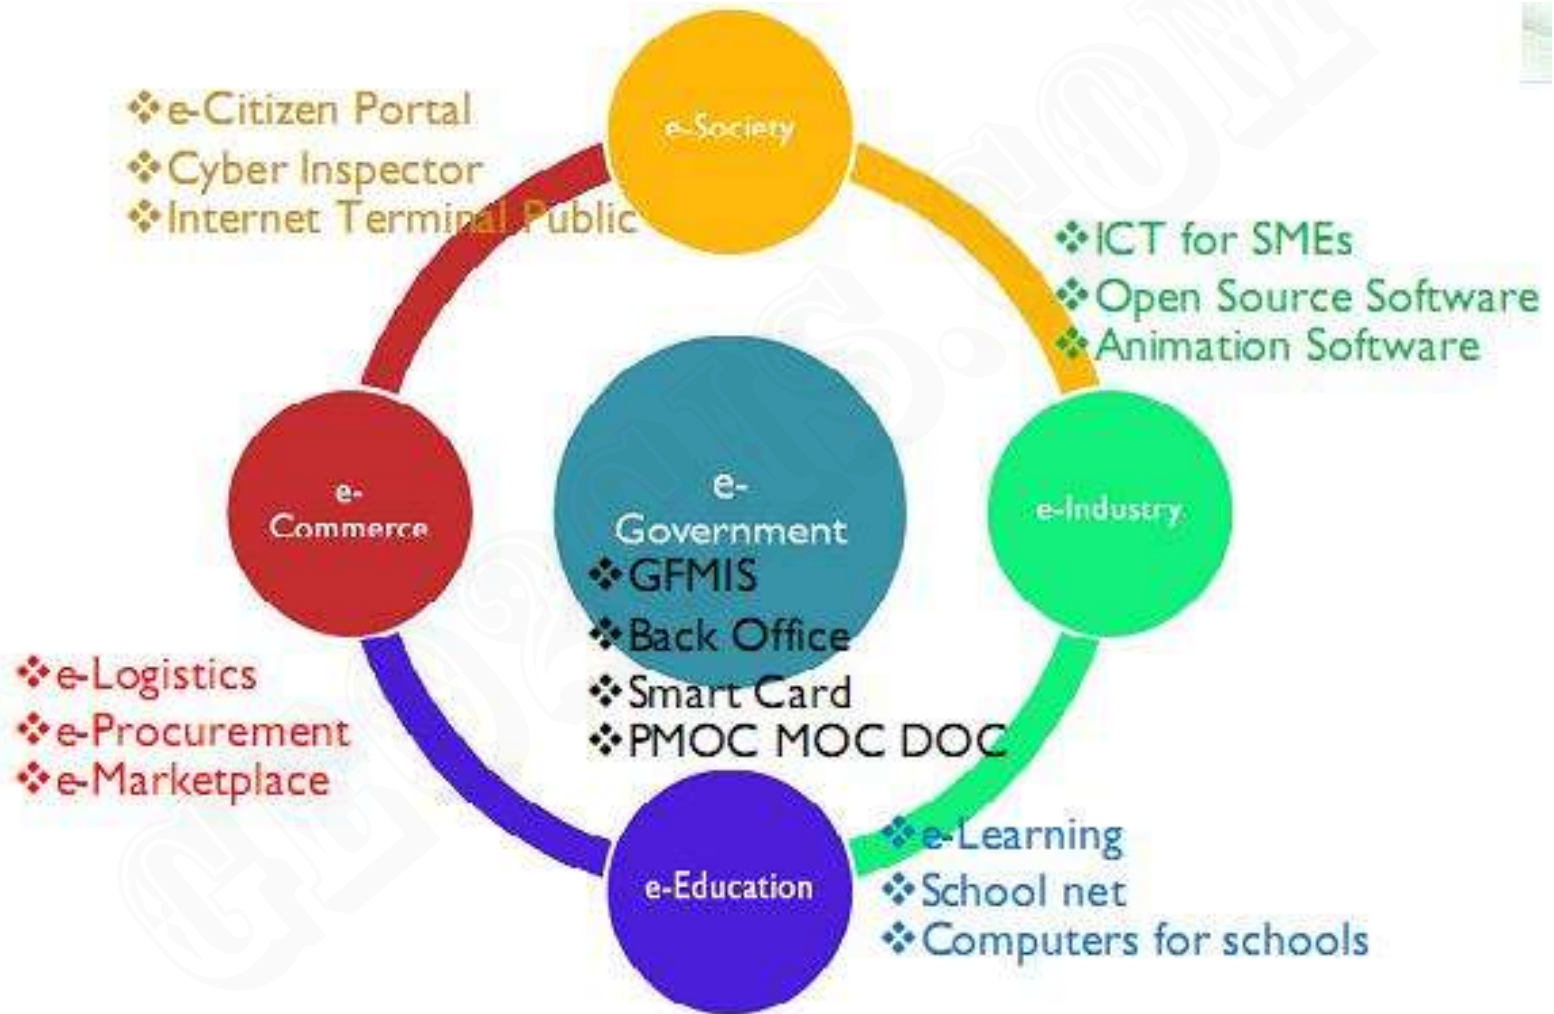 e-Society
❖e-Citizen Portal
❖Cyber Inspector
❖Internet Terminal Public
❖ICT for SMEs
❖Open Source Software
❖Animation Software
e-
Commerce
e-
Government
❖GFMIS
❖Back Office
❖Smart Card
❖PMOC MOC DOC
e-Industry
❖e-Logistics
❖e-Procurement
❖e-Marketplace
e-Education
❖e-Learning
❖School net
❖Computers for schools